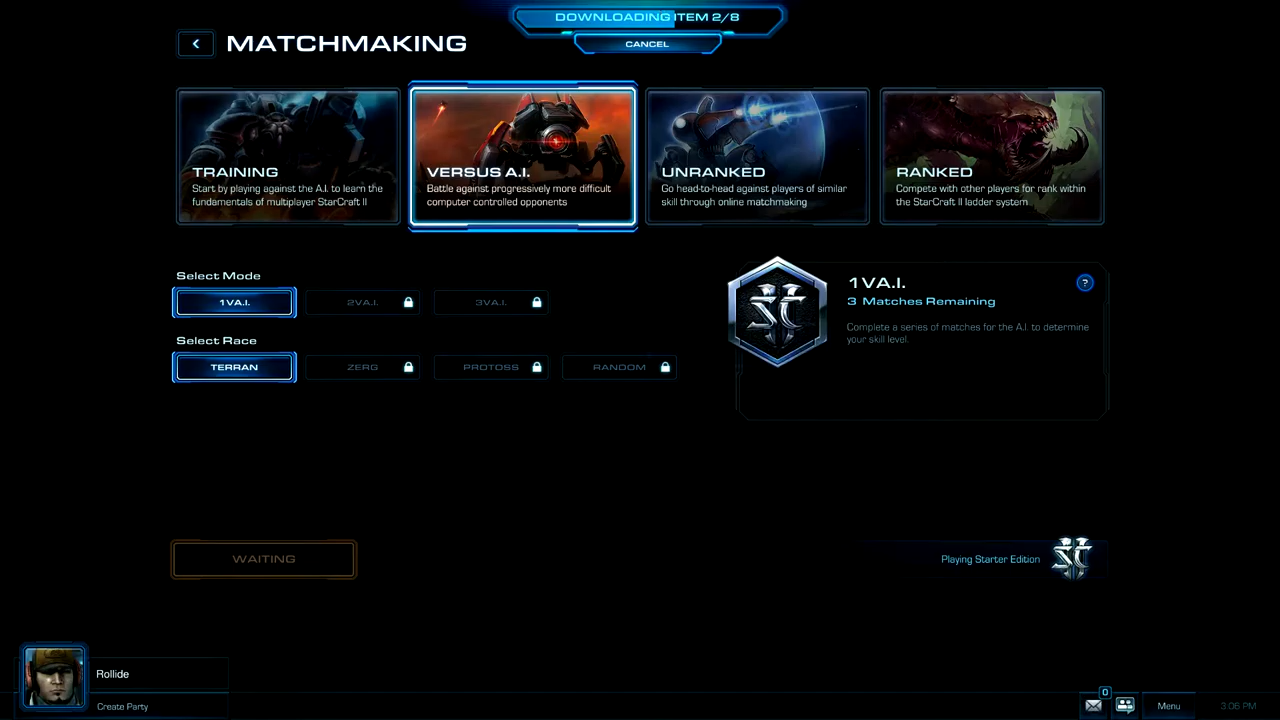 DOWNLOADING ITEM 2/8
CANCEL
MATCHMAKING
TRAINING
Start by playing against the A.I. to learn the
fundamentals of multiplayer StarCraft II
VERSUS A.I.
Battle against progressively more difficult
computer controlled opponents
UNRANKED
Go head-to-head against players of similar
skill through online matchmaking
RANKED
Compete with other players for rank within
the StarCraft II ladder system
Select Mode
1VA.I.
2VA.I.
3VA.I.
Select Race
TERRAN
ZERG
PROTOSS
RANDOM
1VA.I.
?
3 Matches Remaining
Complete a series of matches for the A.I. to determine
your skill level.
WAITING
Playing Starter Edition
Rollide
Create Party
0
Menu
3:06 PM